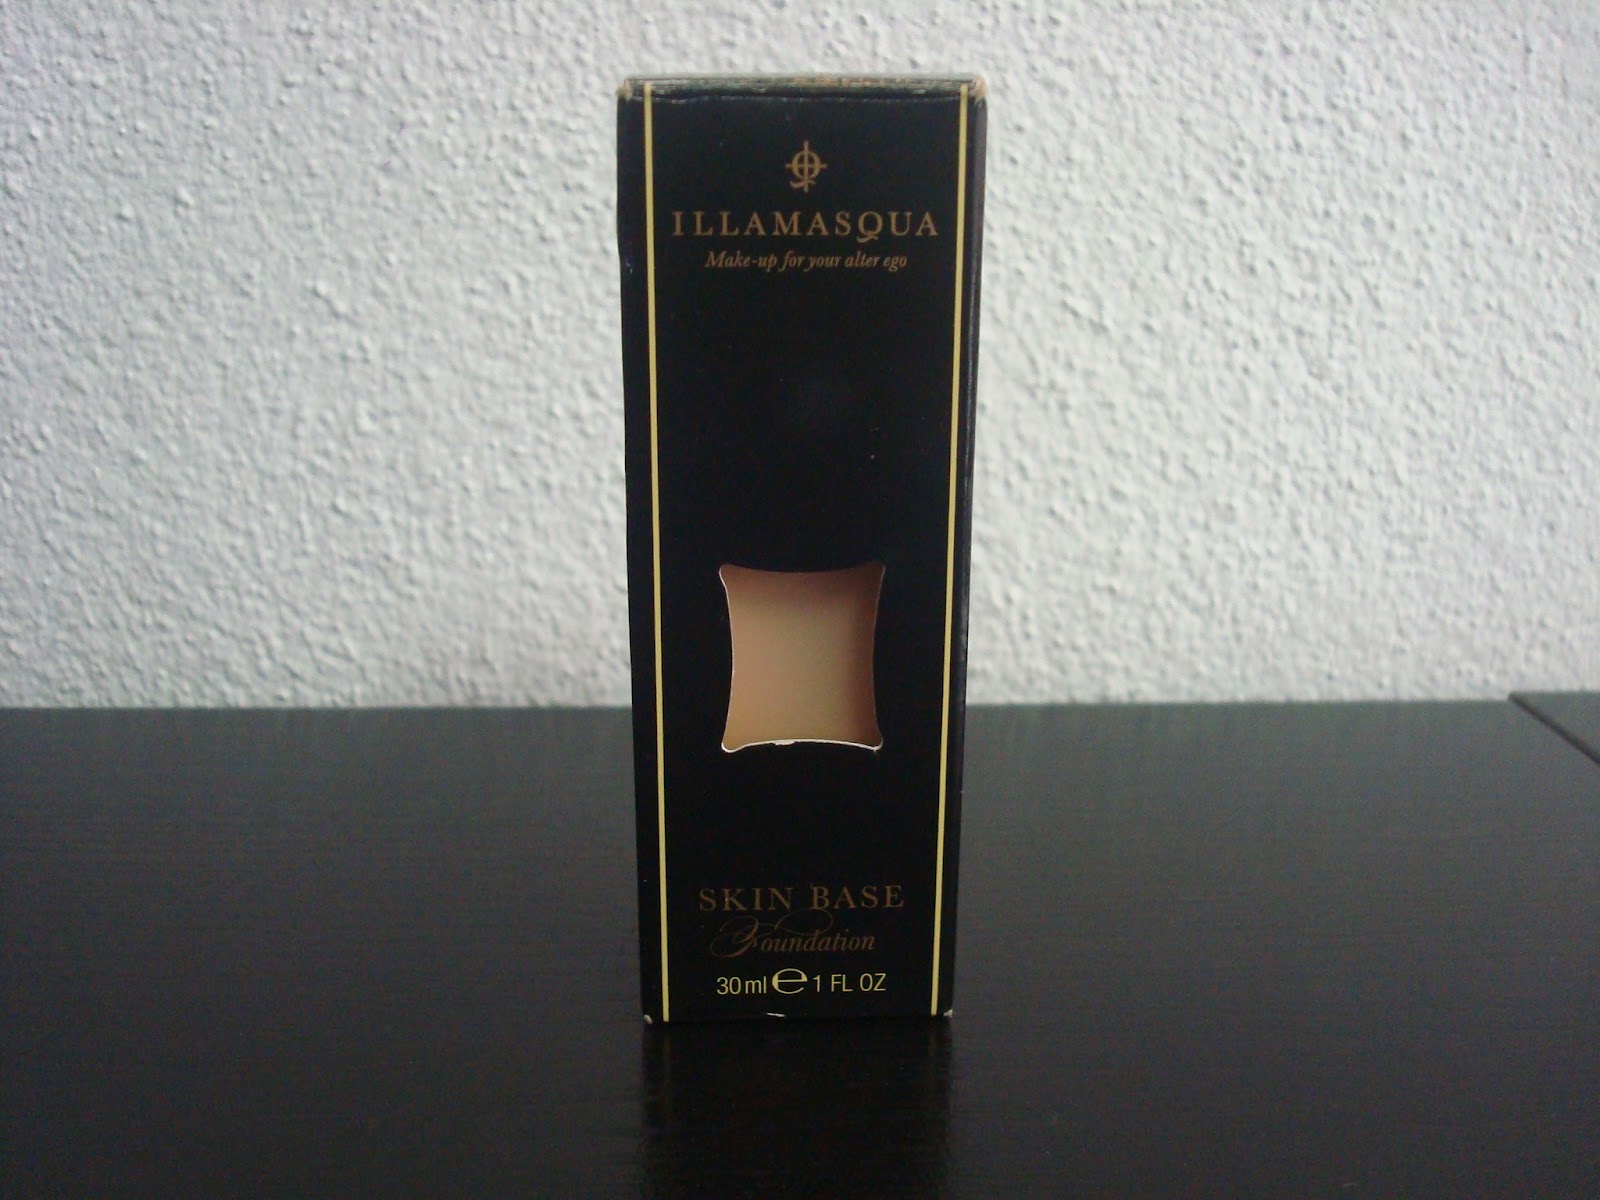 ILLAMASQUA
Make-up for your alter ego
SKIN BASE
Foundation
30ml e 1 FL OZ